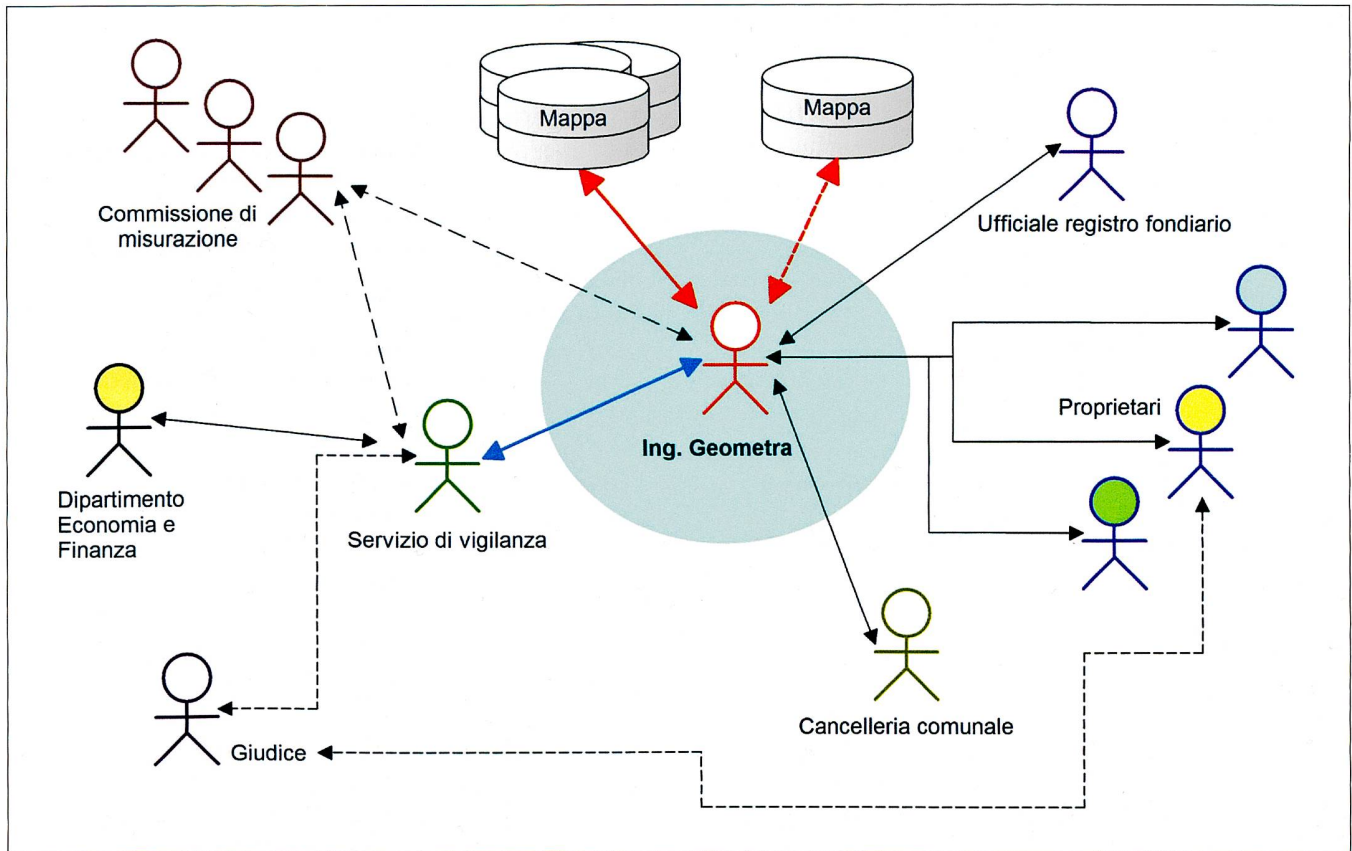 Mappa
Mappa
Commissione di
misurazione
Ufficiale registro fondiario
Proprietari
Ing. Geometra
Dipartimento
Economia e
Finanza
Servizio di vigilanza
Cancelleria comunale
Giudice